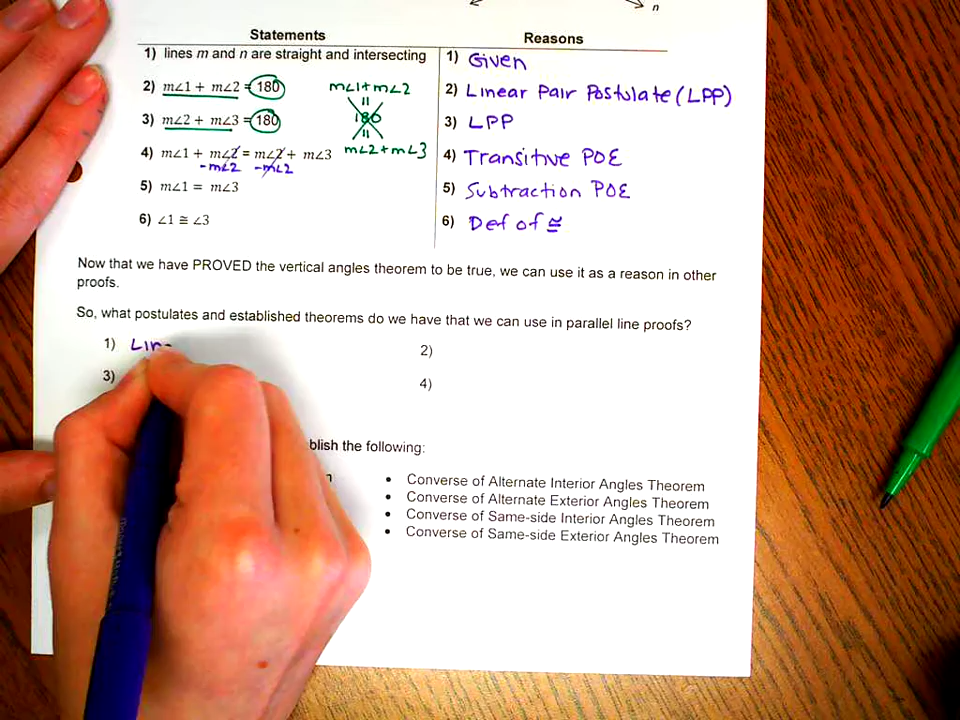 n
Statements Reasons
1) lines m and n are straight and intersecting 1) Given
2) m∠1 + m∠2 = 180 m∠1+m∠2 2) Linear Pair Postulate (LPP)
=
180
3) m∠2 + m∠3 = 180 3) LPP
=
4) m∠1 + m∠2 = m∠2 + m∠3 m∠2+m∠3 4) Transitive POE
-m∠2 -m∠2
5) m∠1 = m∠3 5) Subtraction POE
6) ∠1 ≅ ∠3 6) Def of ≅
Now that we have PROVED the vertical angles theorem to be true, we can use it as a reason in other
proofs.
So, what postulates and established theorems do we have that we can use in parallel line proofs?
1) Lin 2)
3) 4)
blish the following:
• Converse of Alternate Interior Angles Theorem
• Converse of Alternate Exterior Angles Theorem
• Converse of Same-side Interior Angles Theorem
• Converse of Same-side Exterior Angles Theorem